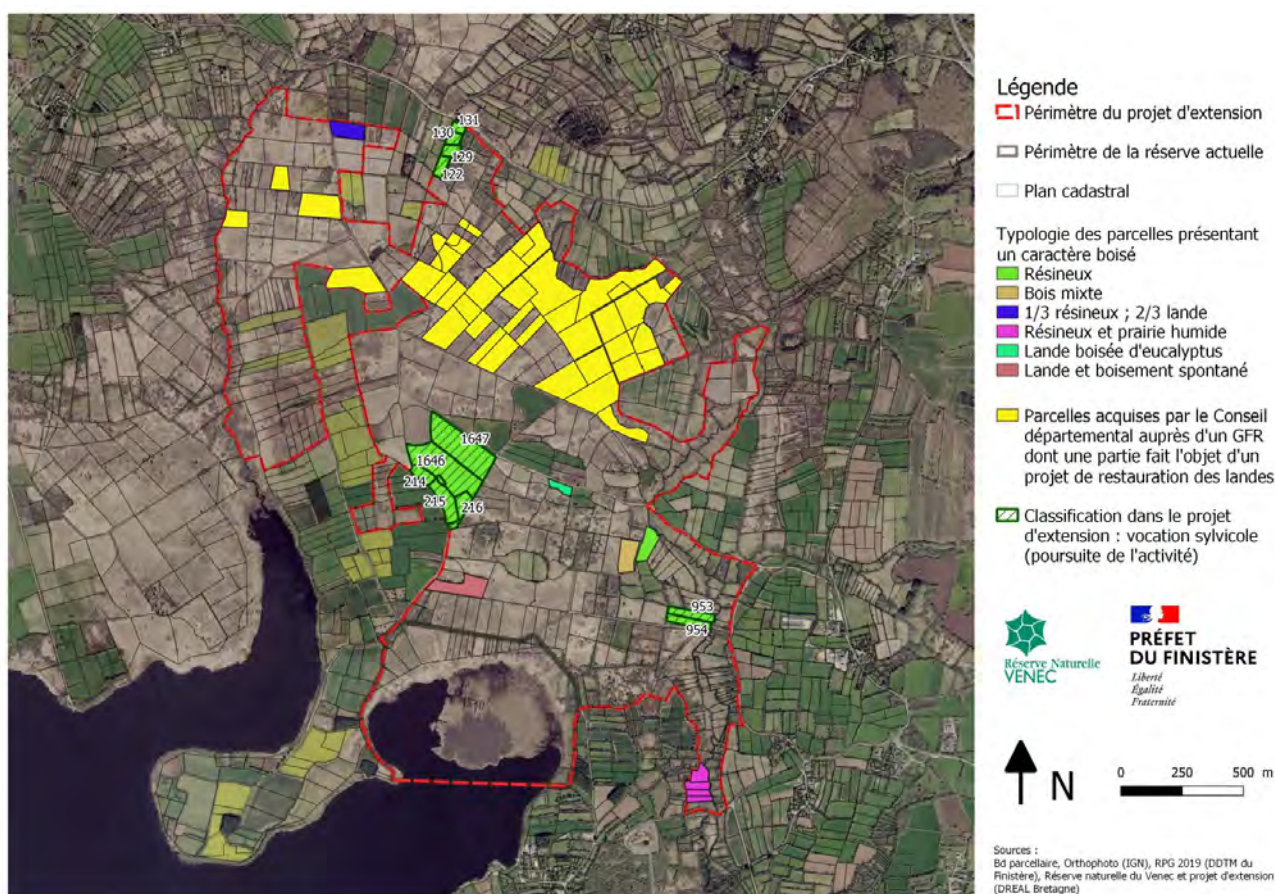 131
130
129
122
1647
1646
214
215
216
953
954
Légende
Périmètre du projet d'extension
Périmètre de la réserve actuelle
Plan cadastral
Typologie des parcelles présentant
un caractère boisé
Résineux
Bois mixte
1/3 résineux ; 2/3 lande
Résineux et prairie humide
Lande boisée d'eucalyptus
Lande et boisement spontané
Parcelles acquises par le Conseil
départemental auprès d'un GFR
dont une partie fait l'objet d'un
projet de restauration des landes
Classification dans le projet
d'extension : vocation sylvicole
(poursuite de l'activité)
Réserve Naturelle
VENEC
PRÉFET
DU FINISTÈRE
Liberté
Égalité
Fraternité
N
0 250 500 m
Sources :
Bd parcellaire, Orthophoto (IGN), RPG 2019 (DDTM du
Finistère), Réserve naturelle du Venec et projet d'extension
(DREAL Bretagne)